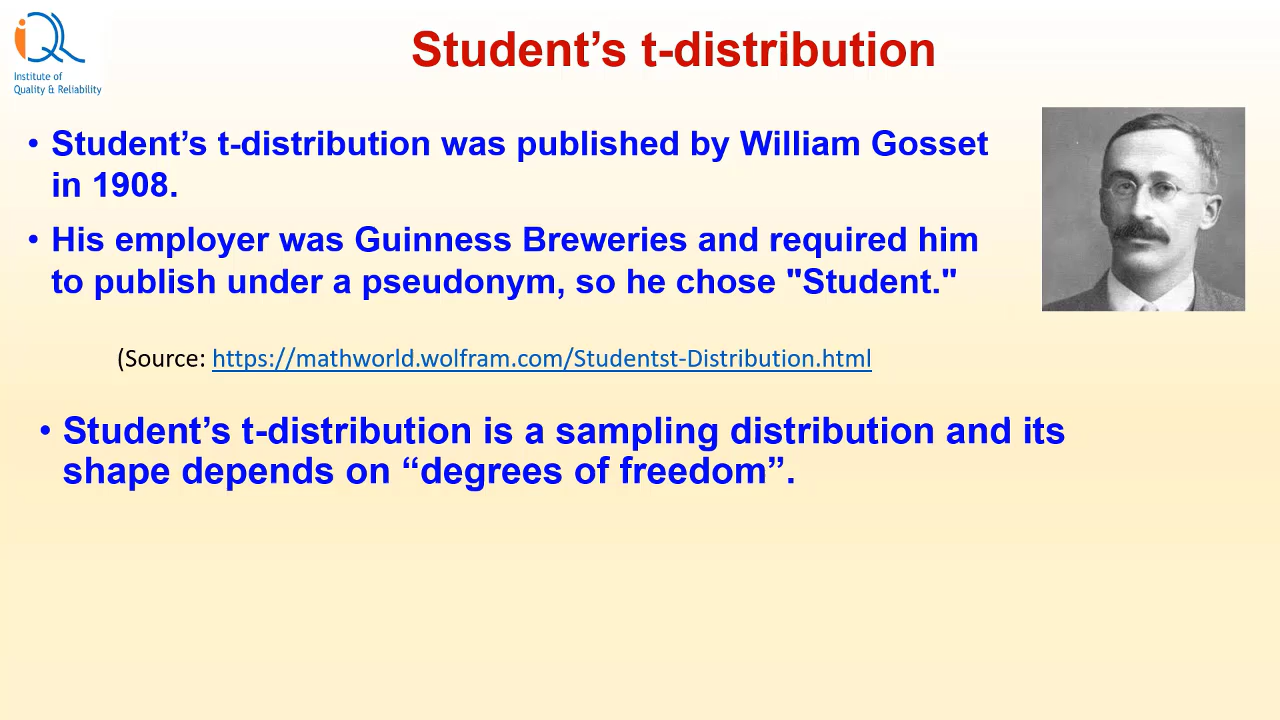 iQL
Institute of
Quality & Reliability
Student’s t-distribution
• Student’s t-distribution was published by William Gosset
in 1908.
• His employer was Guinness Breweries and required him
to publish under a pseudonym, so he chose "Student."
(Source: https://mathworld.wolfram.com/Studentst-Distribution.html
• Student’s t-distribution is a sampling distribution and its
shape depends on “degrees of freedom”.